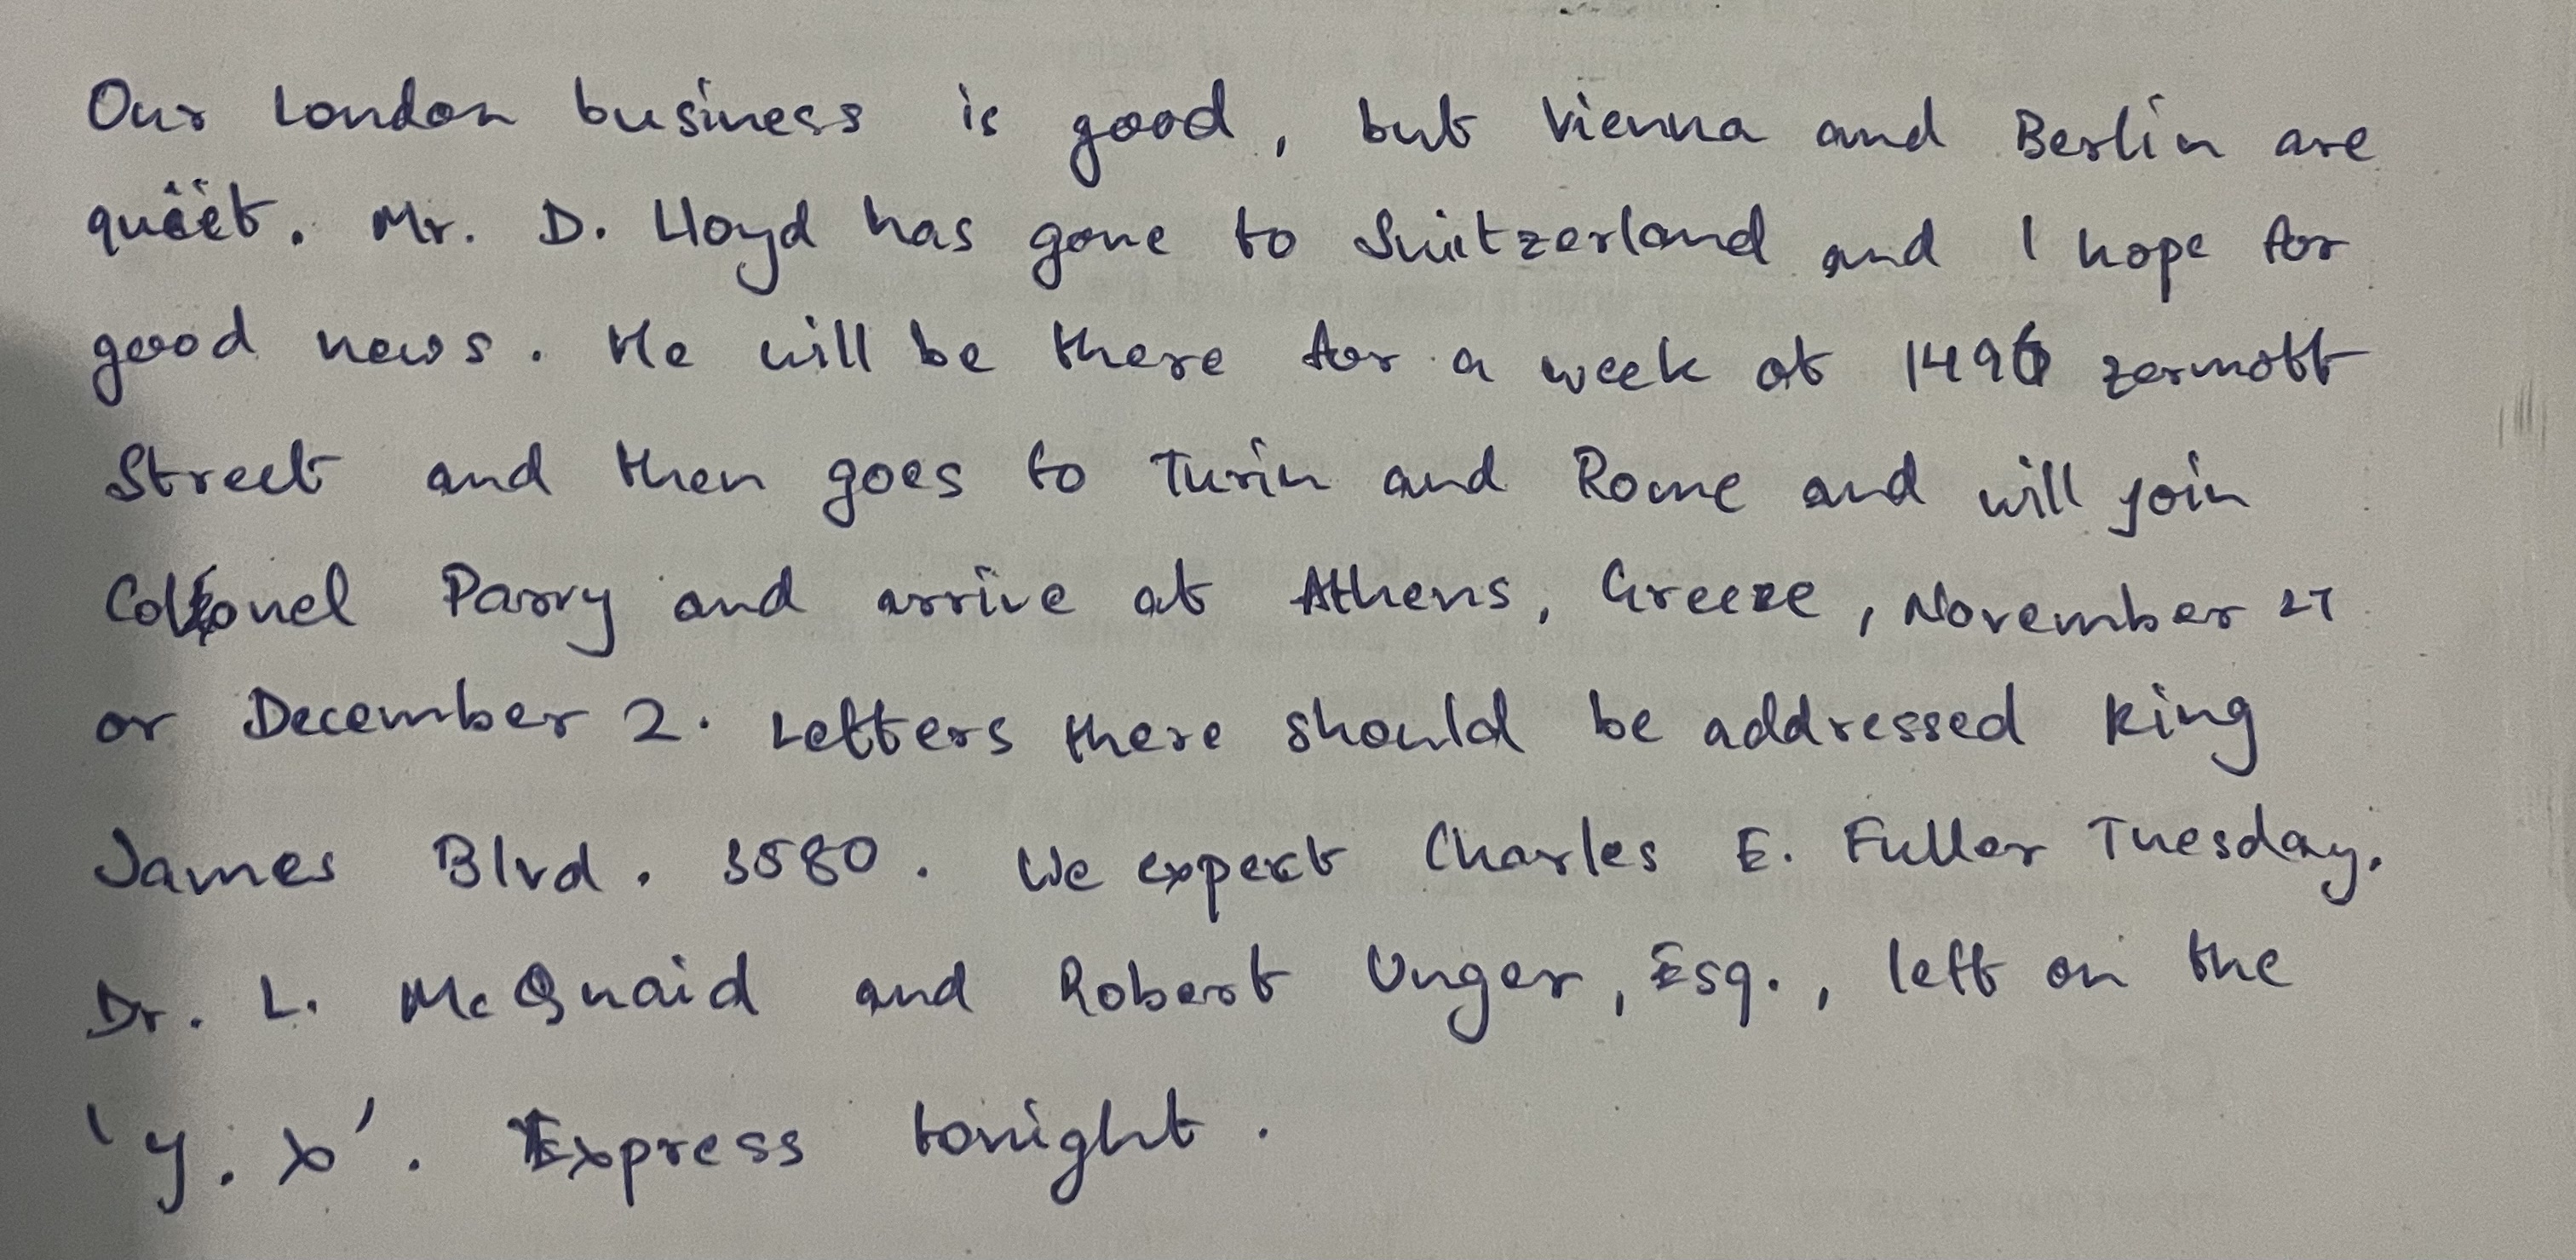 Our London business is good, but Vienna and Berlin are
quiet. Mr. D. Lloyd has gone to Switzerland and I hope for
good news. He will be there for a week at 1496 zermott
Street and then goes to Turin and Rome and will join
Colonel Parry and arrive at Athens, Greece, November 27
or December 2. Letters there should be addressed King
James Blvd. 3580. We expect Charles E. Fuller Tuesday.
Dr. L. McQuaid and Robert Unger, Esq., left on the
'Y. X'. Express tonight.